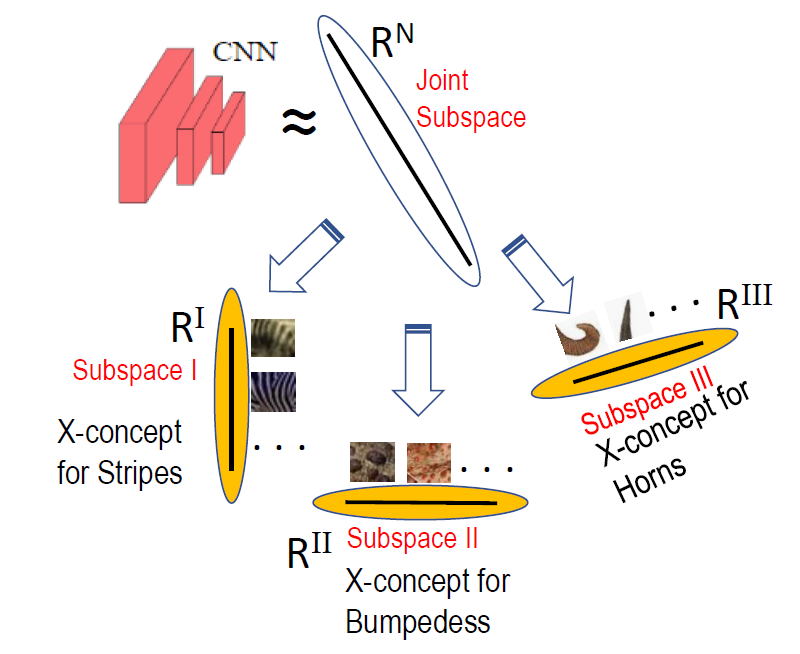 CNN
≈
R^N
Joint
Subspace
R^I
Subspace I
X-concept
for Stripes
. . .
. . .
R^II
Subspace II
X-concept for
Bumpedess
. . . R^III
Subspace III
X-concept for
Horns